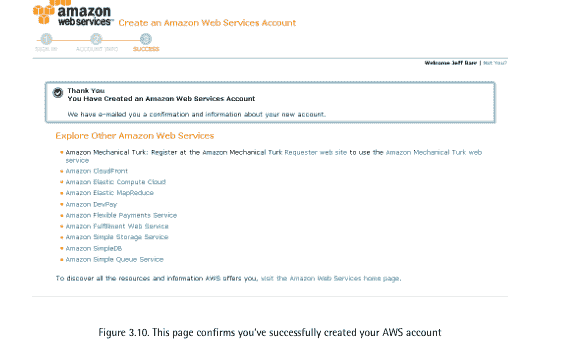 amazon
webservices™ Create an Amazon Web Services Account
1 2 3
SIGN IN ACCOUNT INFO SUCCESS
Welcome Jeff Barr | Not You?
Thank You
You Have Created an Amazon Web Services Account
We have e-mailed you a confirmation and information about your new account.
Explore Other Amazon Web Services
Amazon Mechanical Turk: Register at the Amazon Mechanical Turk Requester web site to use the Amazon Mechanical Turk web
service
Amazon CloudFront
Amazon Elastic Compute Cloud
Amazon Elastic MapReduce
Amazon DevPay
Amazon Flexible Payments Service
Amazon Fulfillment Web Service
Amazon Simple Storage Service
Amazon SimpleDB
Amazon Simple Queue Service
To discover all the resources and information AWS offers you, visit the Amazon Web Services home page.
Figure 3.10. This page confirms you've successfully created your AWS account